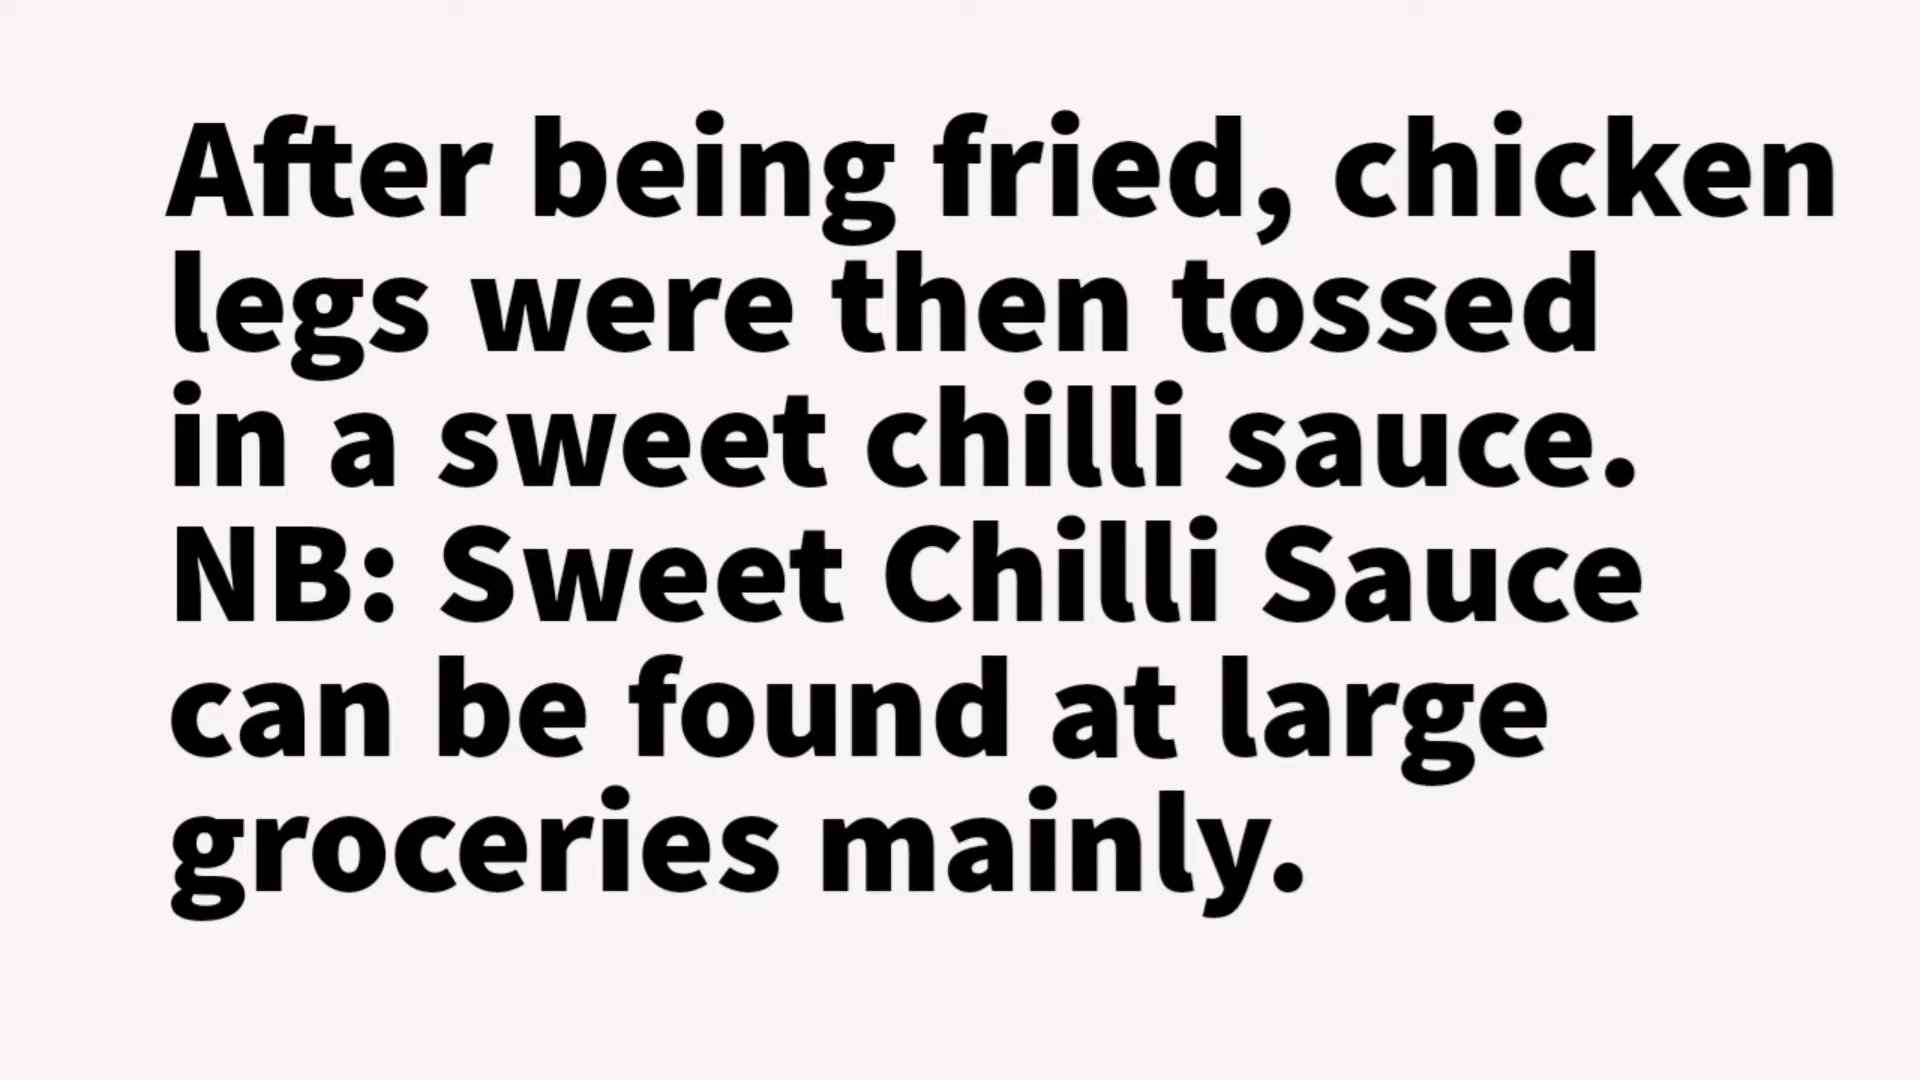 After being fried, chicken
legs were then tossed
in a sweet chilli sauce.
NB: Sweet Chilli Sauce
can be found at large
groceries mainly.